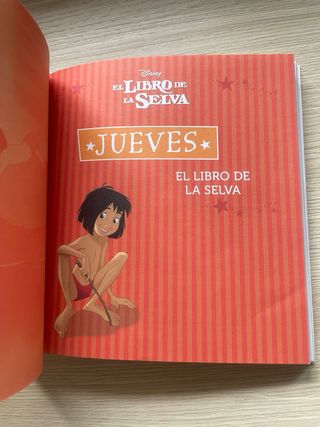 Disney
EL LIBRO DE
LA SELVA
JUEVES
EL LIBRO DE
LA SELVA